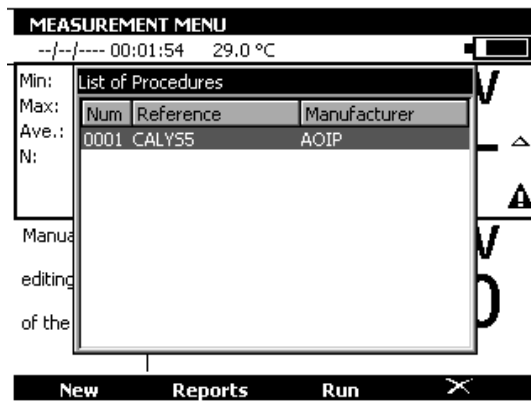 MEASUREMENT MENU
--/--/---- 00:01:54 29.0 °C
List of Procedures
Min:
Max:
Ave.:
N:
Num Reference Manufacturer
0001 CALYS5 AOIP
V
Manua
editing
of the
V
0
New Reports Run